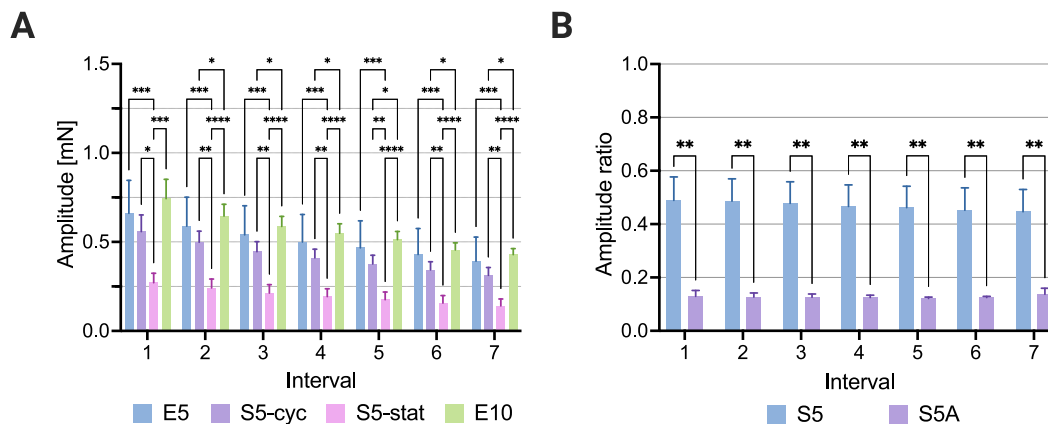 A
Amplitude [mN]
1.5
1.0
0.5
0.0
* * * *** * *
*** *** *** *** * *** ***
*** **** **** **** ** **** ****
* ** ** ** **** ** **
1 2 3 4 5 6 7
Interval
E5 S5-cyc S5-stat E10
B
Amplitude ratio
1.0
0.8
0.6
0.4
0.2
0.0
** ** ** ** ** ** **
1 2 3 4 5 6 7
Interval
S5 S5A